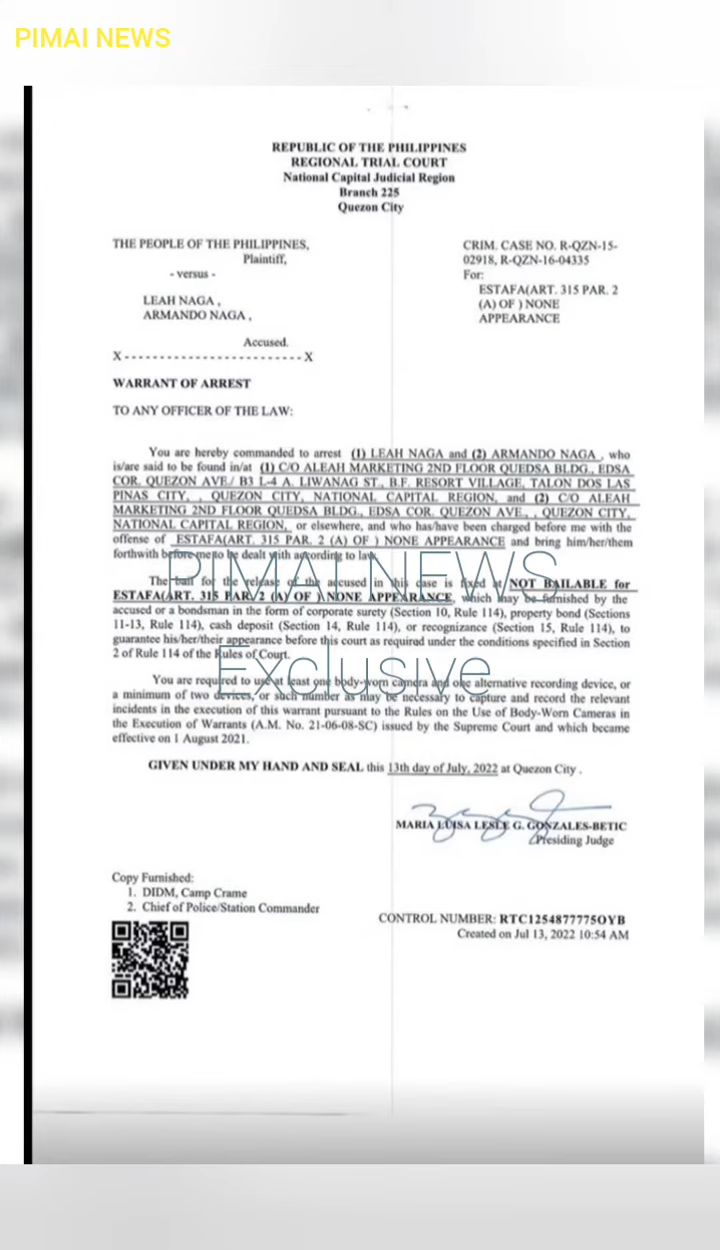 PIMAI NEWS
REPUBLIC OF THE PHILIPPINES
REGIONAL TRIAL COURT
National Capital Judicial Region
Branch 225
Quezon City
THE PEOPLE OF THE PHILIPPINES,
Plaintiff,
- versus -
LEAH NAGA ,
ARMANDO NAGA ,
Accused.
X - - - - - - - - - - - - - - - - - - - - - - - - - X
CRIM. CASE NO. R-QZN-15-
02918, R-QZN-16-04335
For:
ESTAFA(ART. 315 PAR. 2
(A) OF ) NONE
APPEARANCE
WARRANT OF ARREST
TO ANY OFFICER OF THE LAW:
You are hereby commanded to arrest (1) LEAH NAGA and (2) ARMANDO NAGA , who
is/are said to be found in/at (1) C/O ALEAH MARKETING 2ND FLOOR QUEDSA BLDG., EDSA
COR. QUEZON AVE./ B3 L-4 A. LIWANAG ST., B.F. RESORT VILLAGE, TALON DOS LAS
PINAS CITY, , QUEZON CITY, NATIONAL CAPITAL REGION, and (2) C/O ALEAH
MARKETING 2ND FLOOR QUEDSA BLDG., EDSA COR. QUEZON AVE., , QUEZON CITY,
NATIONAL CAPITAL REGION, or elsewhere, and who has/have been charged before me with the
offense of ESTAFA(ART. 315 PAR. 2 (A) OF ) NONE APPEARANCE and bring him/her/them
forthwith before me to be dealt with according to law.
PIMAI NEWS
The bail for the release of the accused in this case is fixed at NOT BAILABLE for
ESTAFA(ART. 315 PAR. 2 (A) OF ) NONE APPEARANCE, which may be furnished by the
accused or a bondsman in the form of corporate surety (Section 10, Rule 114), property bond (Sections
11-13, Rule 114), cash deposit (Section 14, Rule 114), or recognizance (Section 15, Rule 114), to
guarantee his/her/their appearance before this court as required under the conditions specified in Section
2 of Rule 114 of the Rules of Court.
Exclusive
You are required to use at least one body-worn camera and one alternative recording device, or
a minimum of two devices, or such number as may be necessary to capture and record the relevant
incidents in the execution of this warrant pursuant to the Rules on the Use of Body-Worn Cameras in
the Execution of Warrants (A.M. No. 21-06-08-SC) issued by the Supreme Court and which became
effective on 1 August 2021.
GIVEN UNDER MY HAND AND SEAL this 13th day of July, 2022 at Quezon City .
MARIA LUISA LESLE G. GONZALES-BETIC
Presiding Judge
Copy Furnished:
1. DIDM, Camp Crame
2. Chief of Police/Station Commander
CONTROL NUMBER: RTC1254877775OYB
Created on Jul 13, 2022 10:54 AM